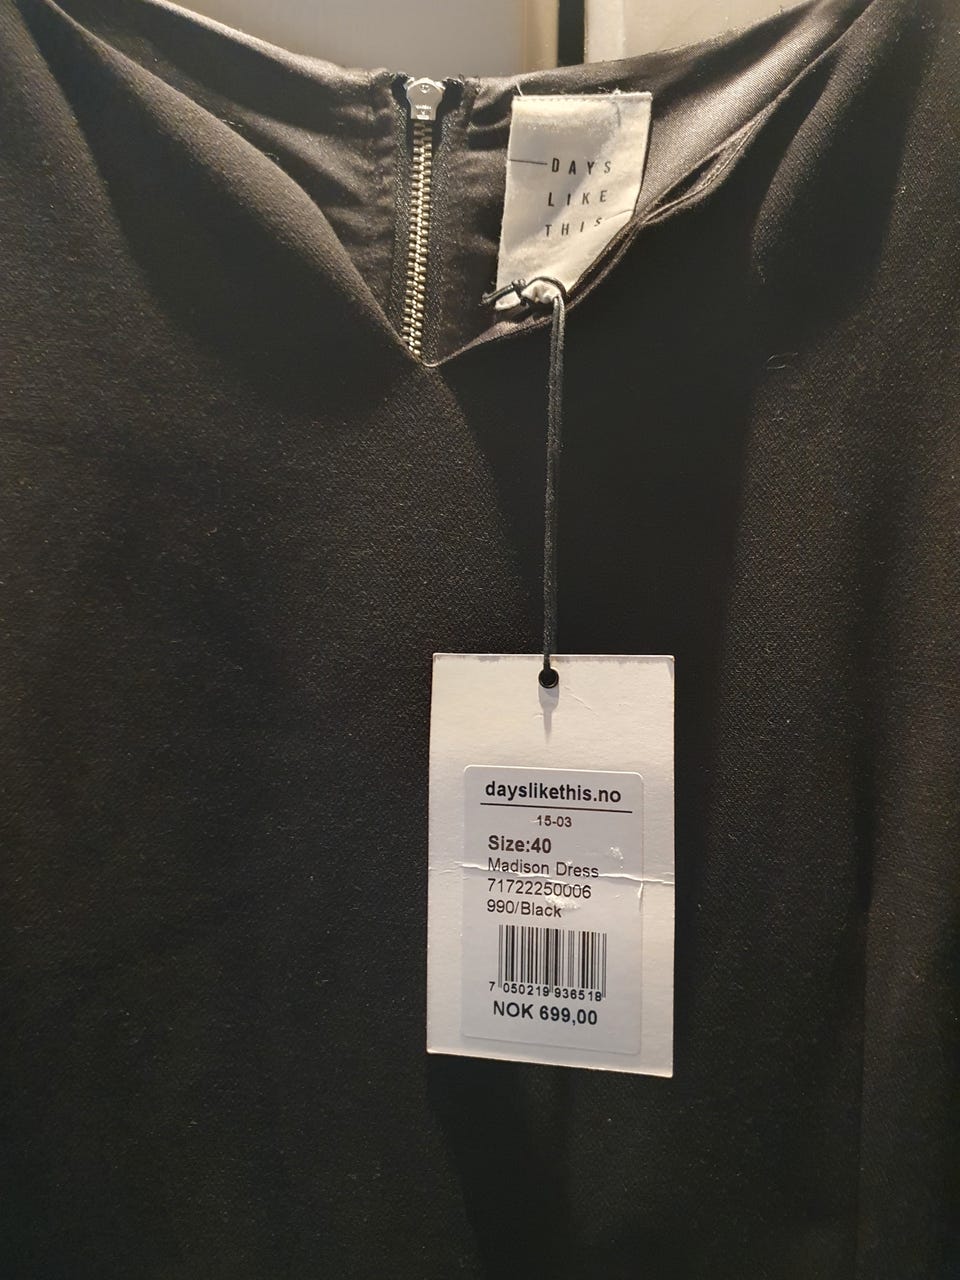 DAYS
LIKE
THIS
dayslikethis.no
15-03
Size:40
Madison Dress
71722250006
990/Black
7 050219 936518
NOK 699,00